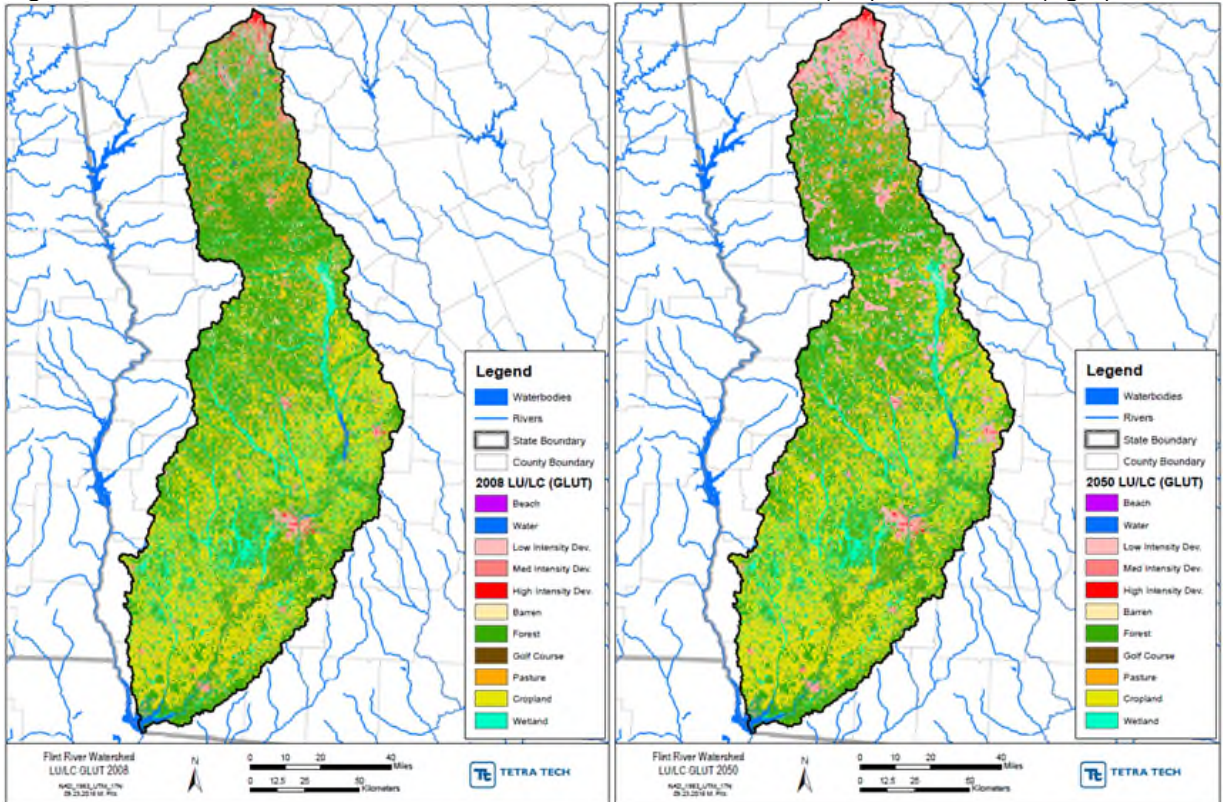 Legend
Waterbodies
Rivers
State Boundary
County Boundary
2008 LU/LC (GLUT)
Beach
Water
Low Intensity Dev.
Med Intensity Dev.
High Intensity Dev.
Barren
Forest
Golf Course
Pasture
Cropland
Wetland
Flint River Watershed
LU/LC GLUT 2008
N
0 10 20 40
Miles
0 12.5 25 50
Kilometers
Tt TETRA TECH
Legend
Waterbodies
Rivers
State Boundary
County Boundary
2050 LU/LC (GLUT)
Beach
Water
Low Intensity Dev.
Med Intensity Dev.
High Intensity Dev.
Barren
Forest
Golf Course
Pasture
Cropland
Wetland
Flint River Watershed
LU/LC GLUT 2050
N
0 10 20 40
Miles
0 12.5 25 50
Kilometers
Tt TETRA TECH